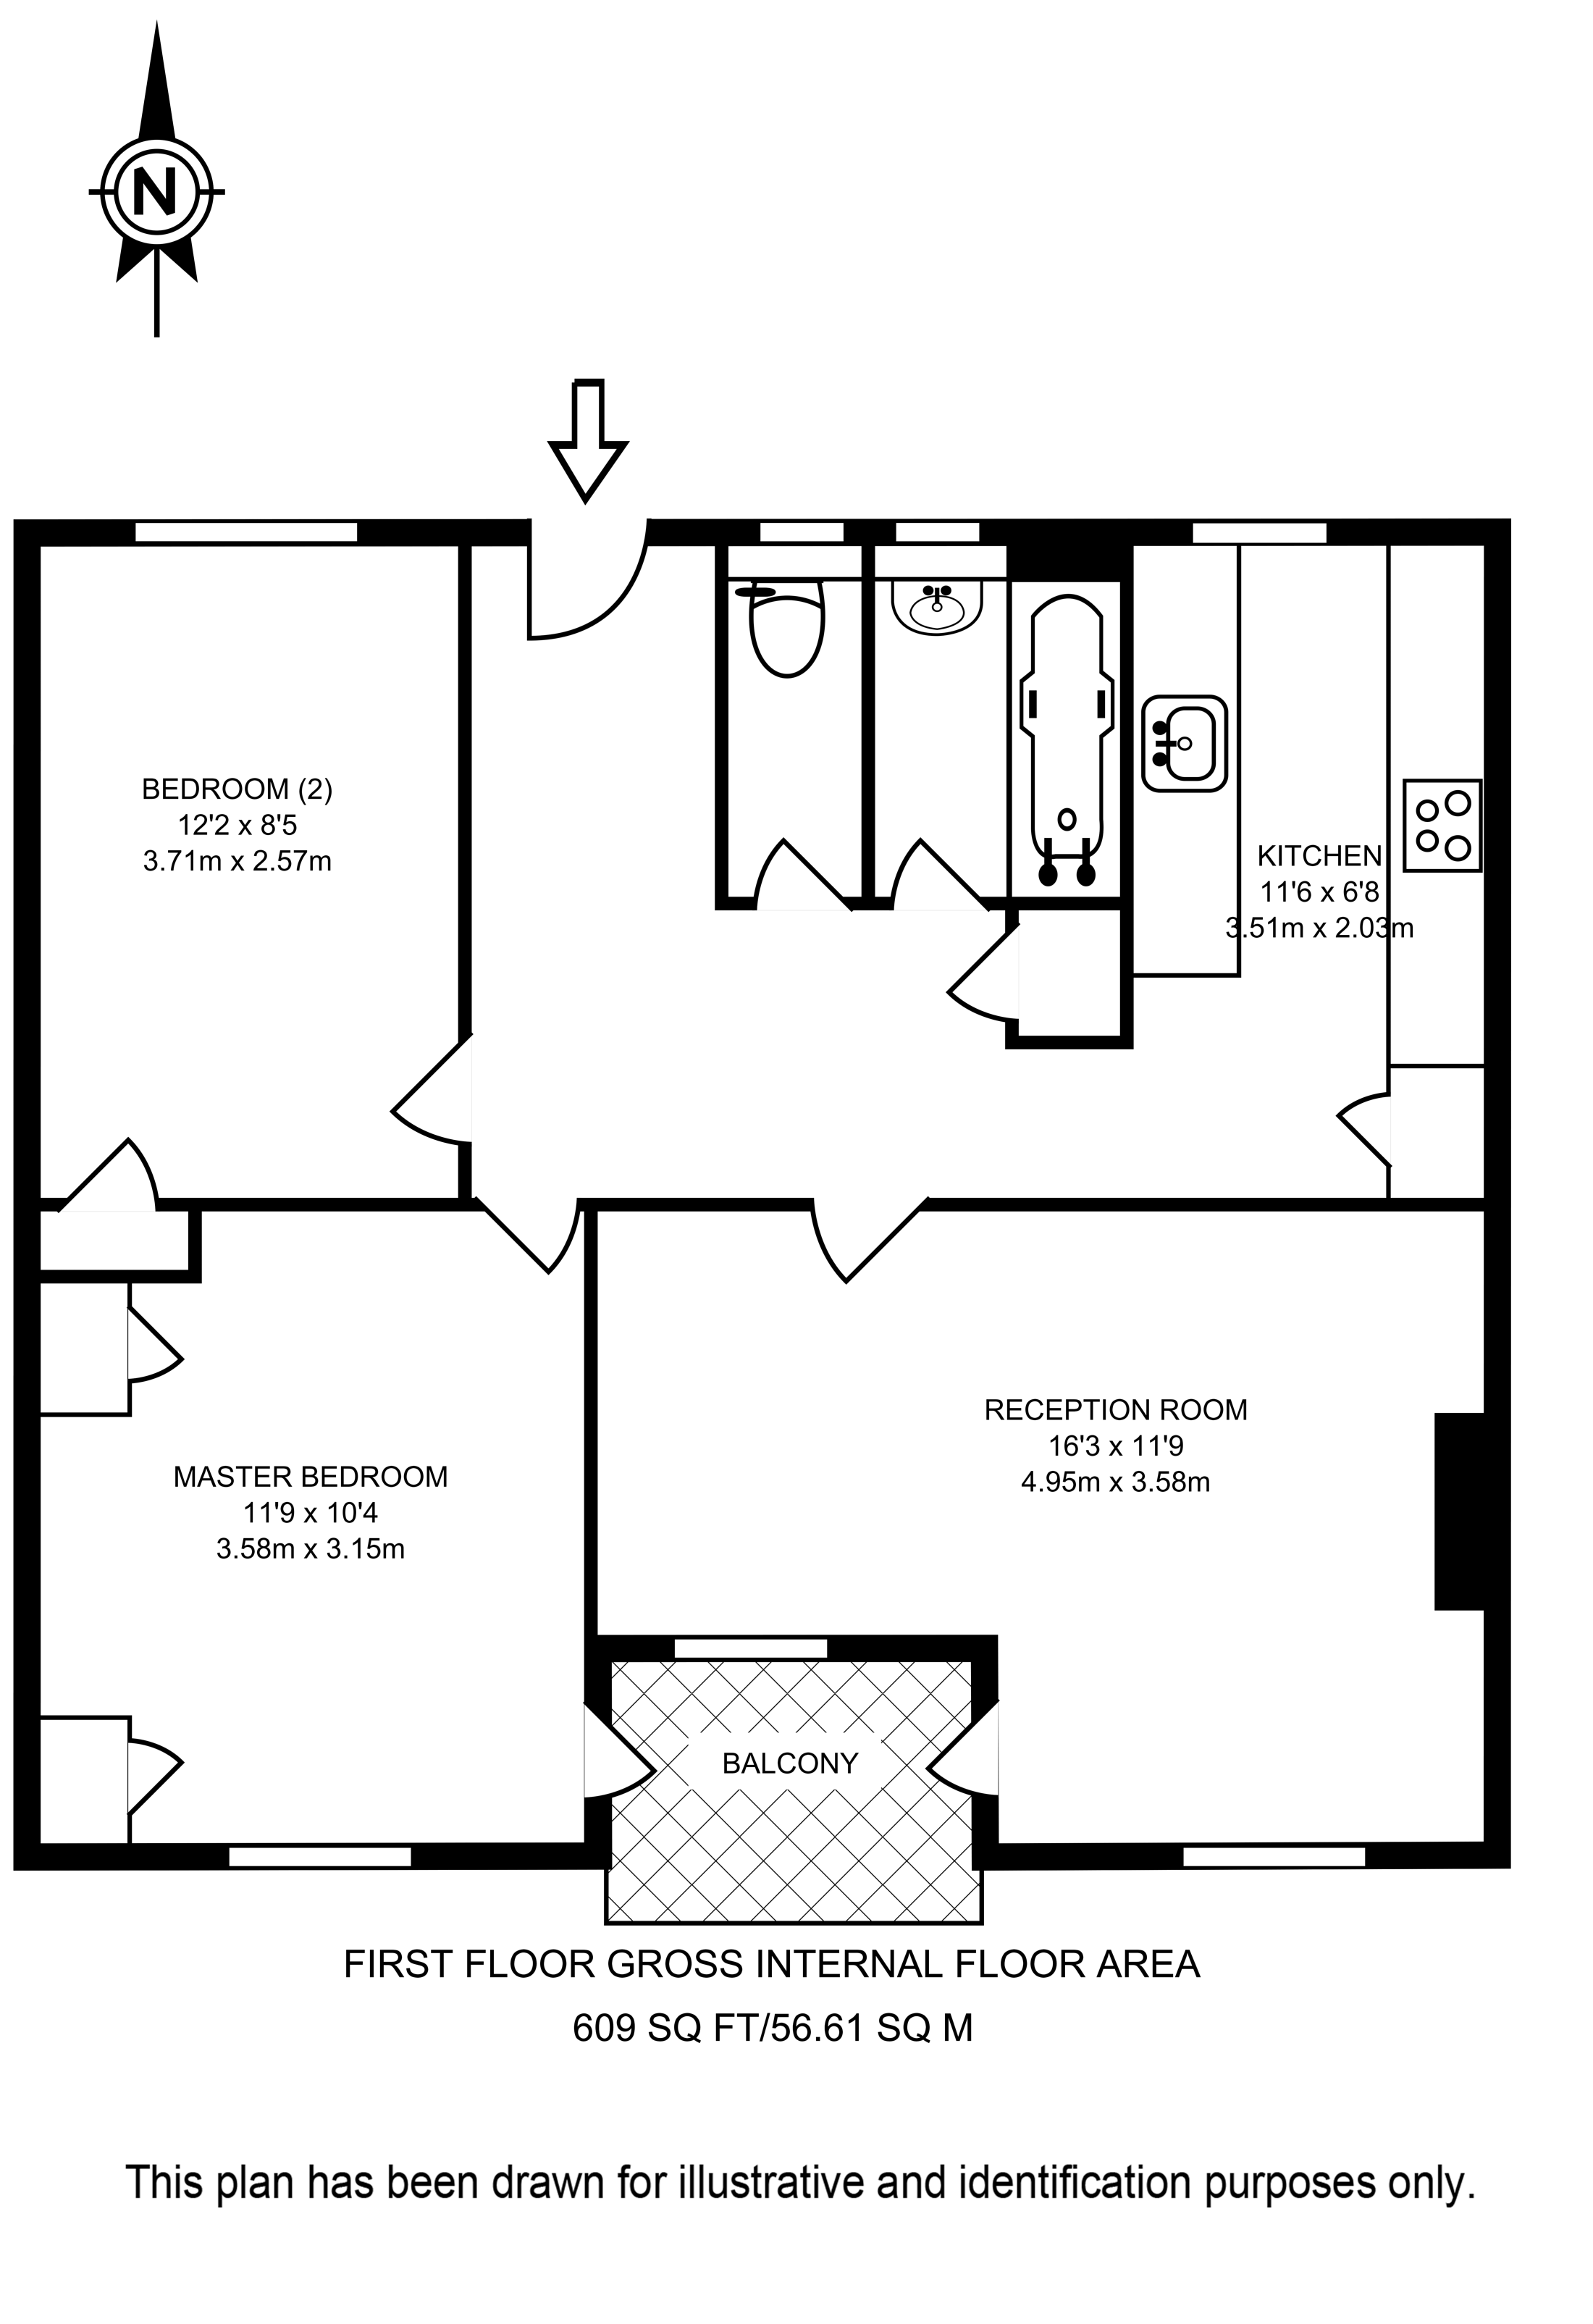 N
BEDROOM (2)
12'2 x 8'5
3.71m x 2.57m
KITCHEN
11'6 x 6'8
3.51m x 2.03m
RECEPTION ROOM
16'3 x 11'9
4.95m x 3.58m
MASTER BEDROOM
11'9 x 10'4
3.58m x 3.15m
BALCONY
FIRST FLOOR GROSS INTERNAL FLOOR AREA
609 SQ FT/56.61 SQ M
This plan has been drawn for illustrative and identification purposes only.